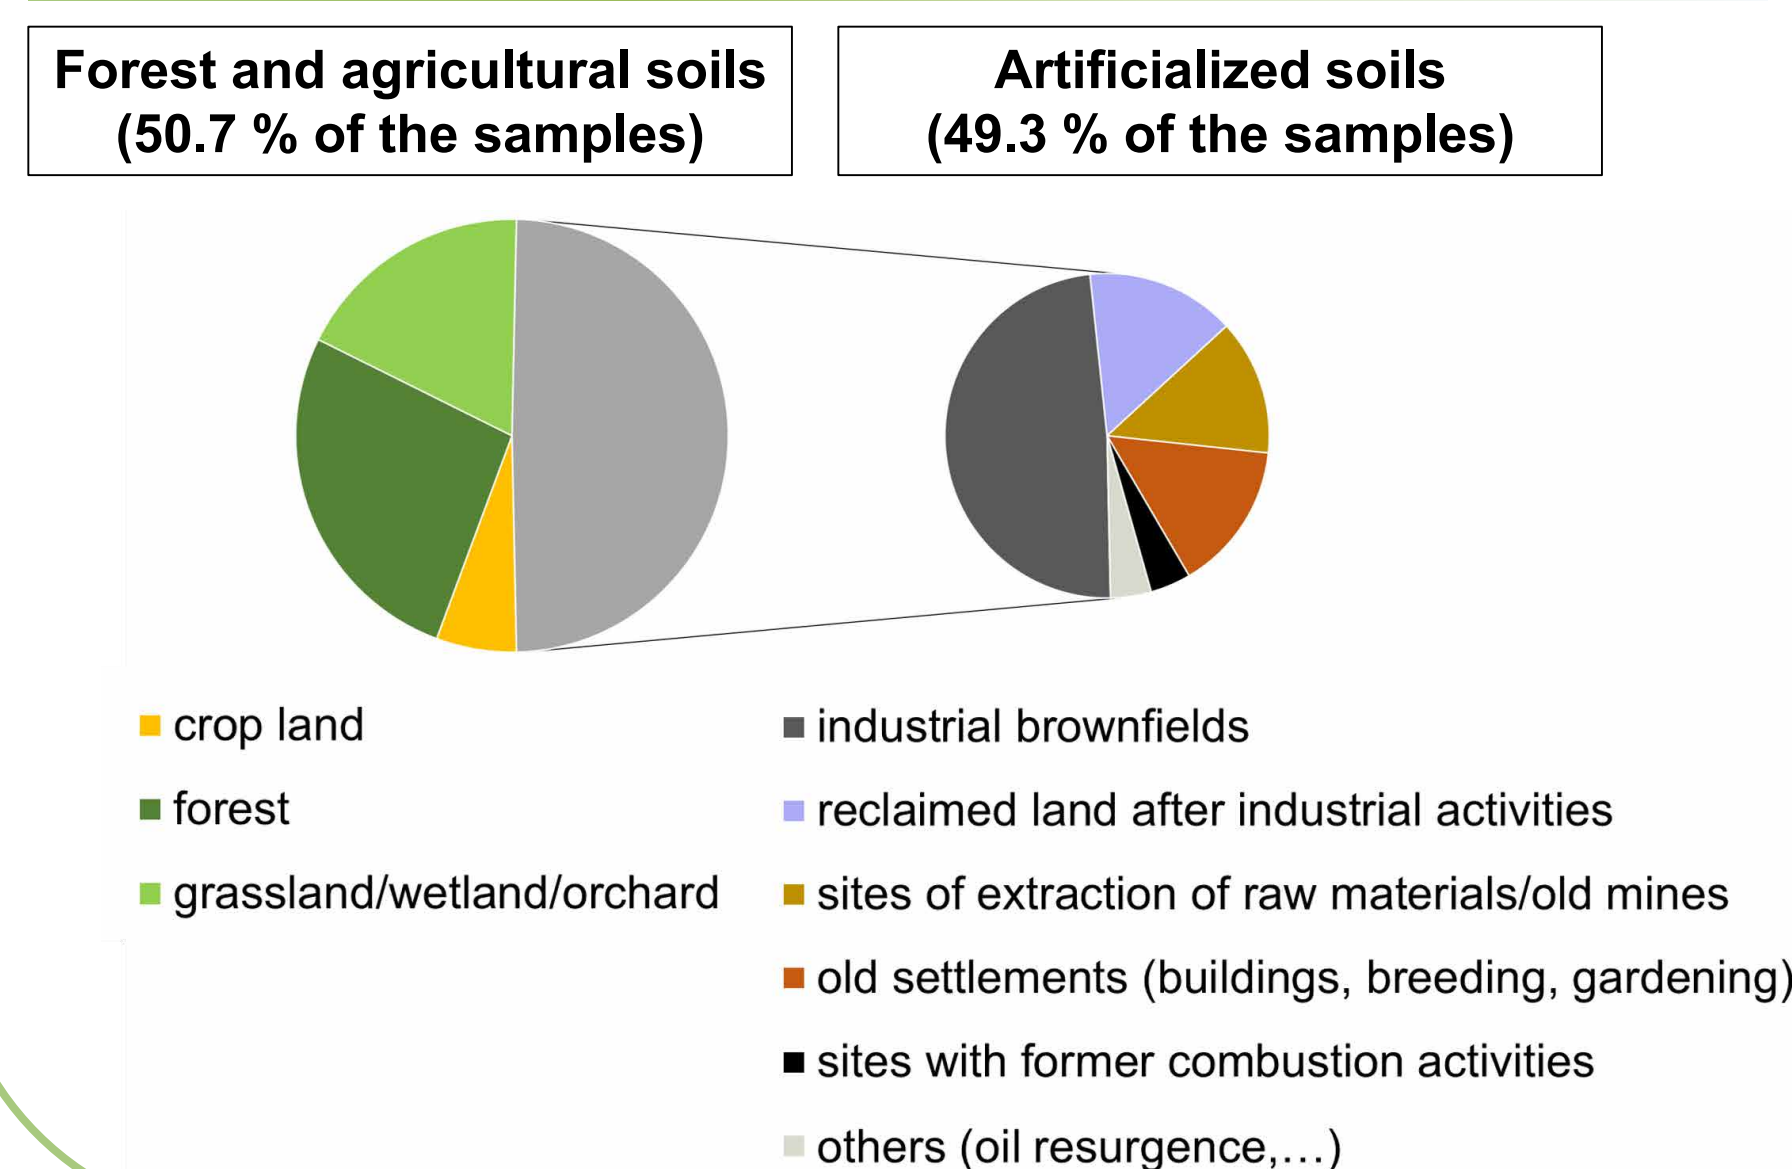 Forest and agricultural soils
(50.7 % of the samples)
Artificialized soils
(49.3 % of the samples)
crop land
forest
grassland/wetland/orchard
industrial brownfields
reclaimed land after industrial activities
sites of extraction of raw materials/old mines
old settlements (buildings, breeding, gardening)
sites with former combustion activities
others (oil resurgence,…)